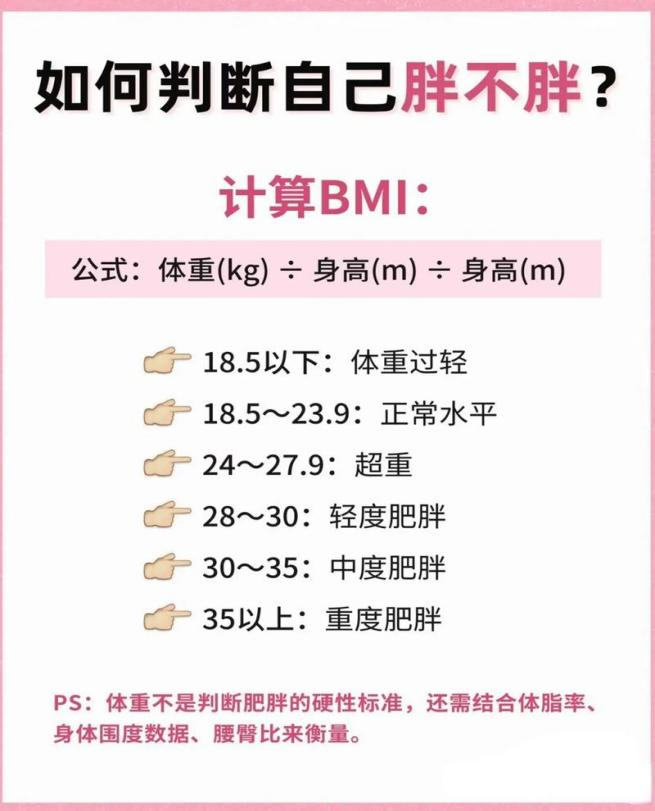 如何判断自己胖不胖?
计算BMI：
公式：体重(kg) ÷ 身高(m) ÷ 身高(m)
18.5以下：体重过轻
18.5～23.9：正常水平
24～27.9：超重
28～30：轻度肥胖
30～35：中度肥胖
35以上：重度肥胖
PS：体重不是判断肥胖的硬性标准，还需结合体脂率、
身体围度数据、腰臀比来衡量。